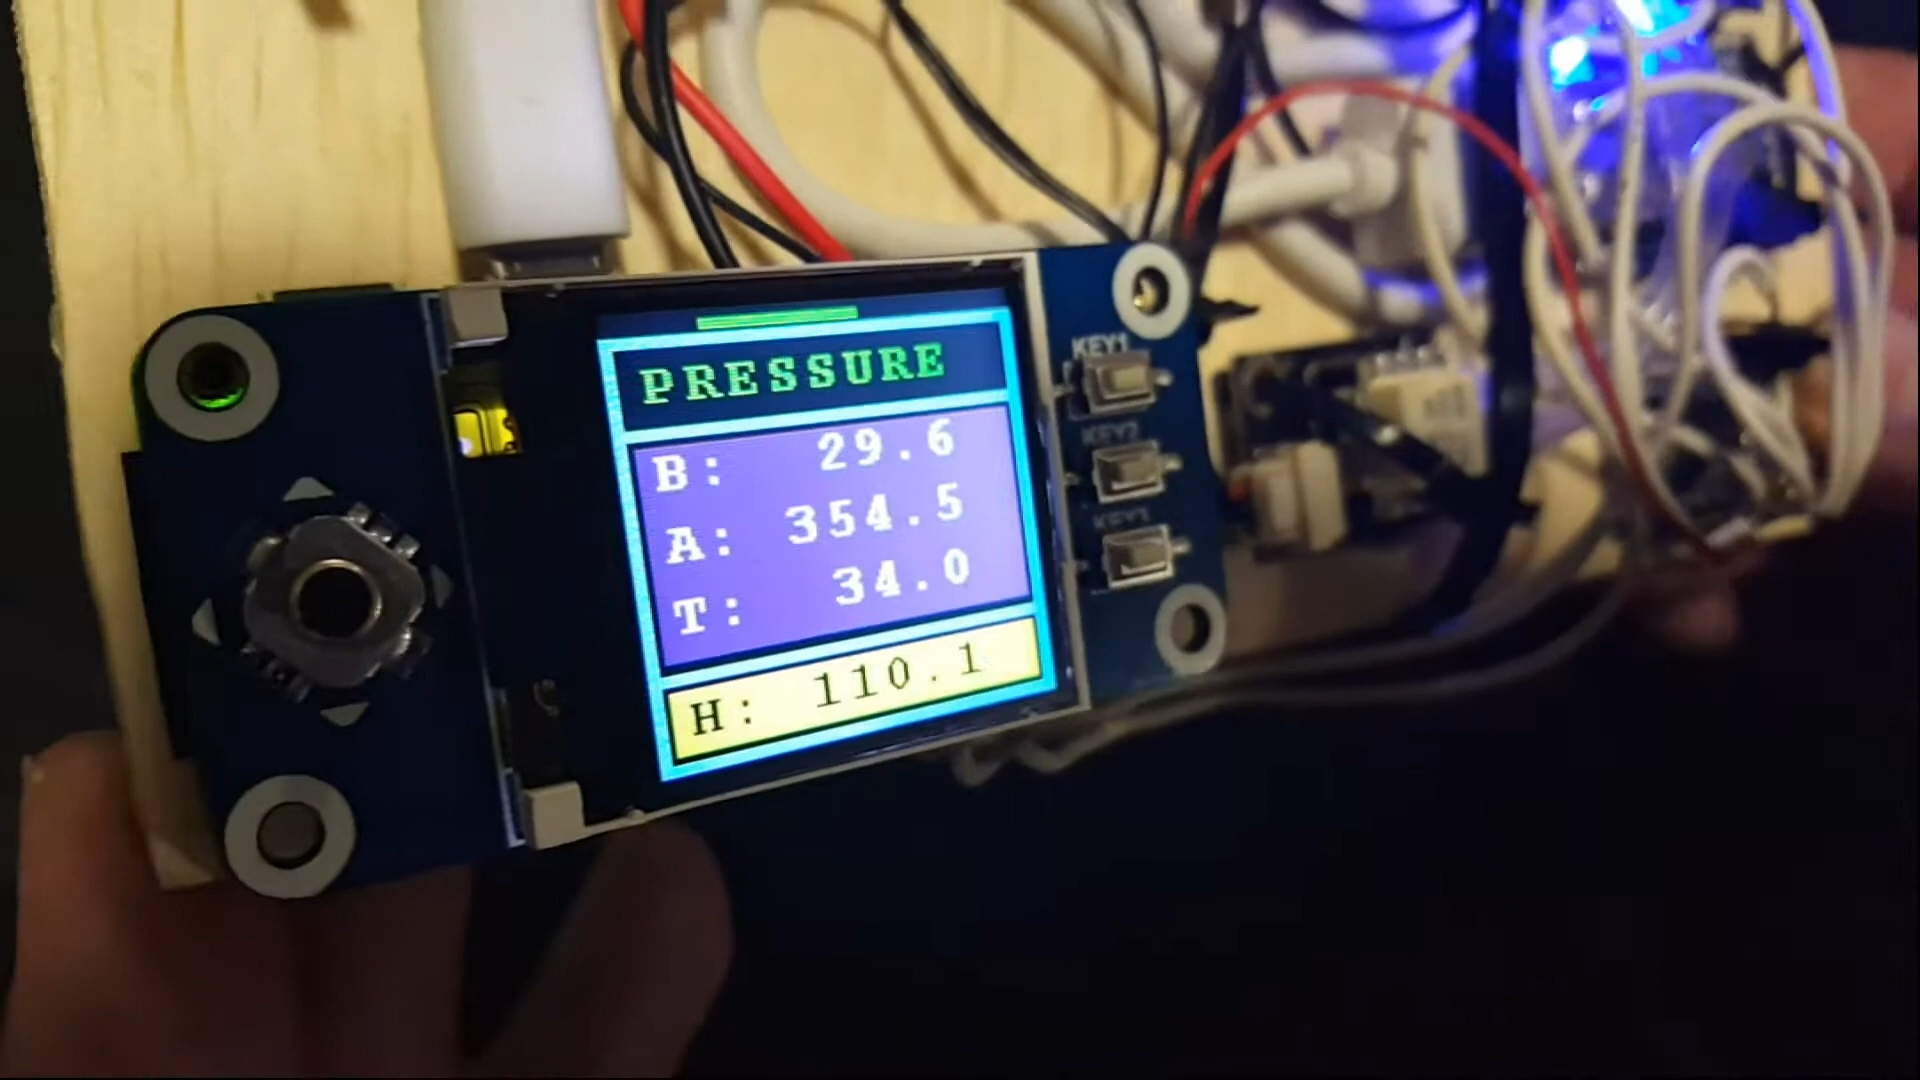 PRESSURE
B: 29.6
A: 354.5
T: 34.0
H: 110.1
KEY1
KEY2
KEY3